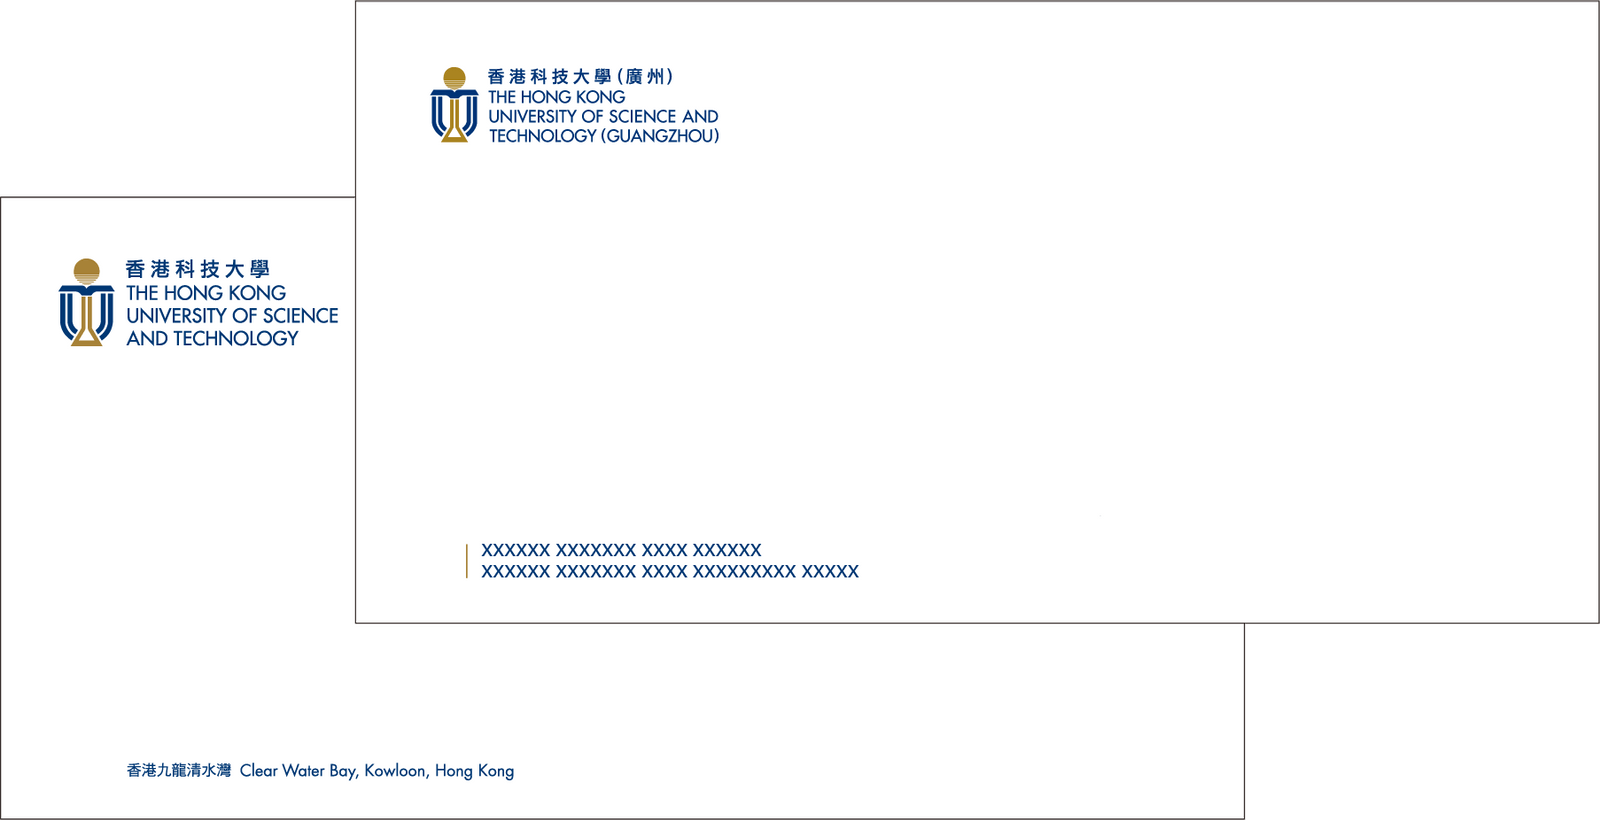 香港科技大學(廣州)
THE HONG KONG
UNIVERSITY OF SCIENCE AND
TECHNOLOGY (GUANGZHOU)
XXXXXX XXXXXXX XXXX XXXXXX
XXXXXX XXXXXXX XXXX XXXXXXXXX XXXXX
香港科技大學
THE HONG KONG
UNIVERSITY OF SCIENCE
AND TECHNOLOGY
香港九龍清水灣 Clear Water Bay, Kowloon, Hong Kong